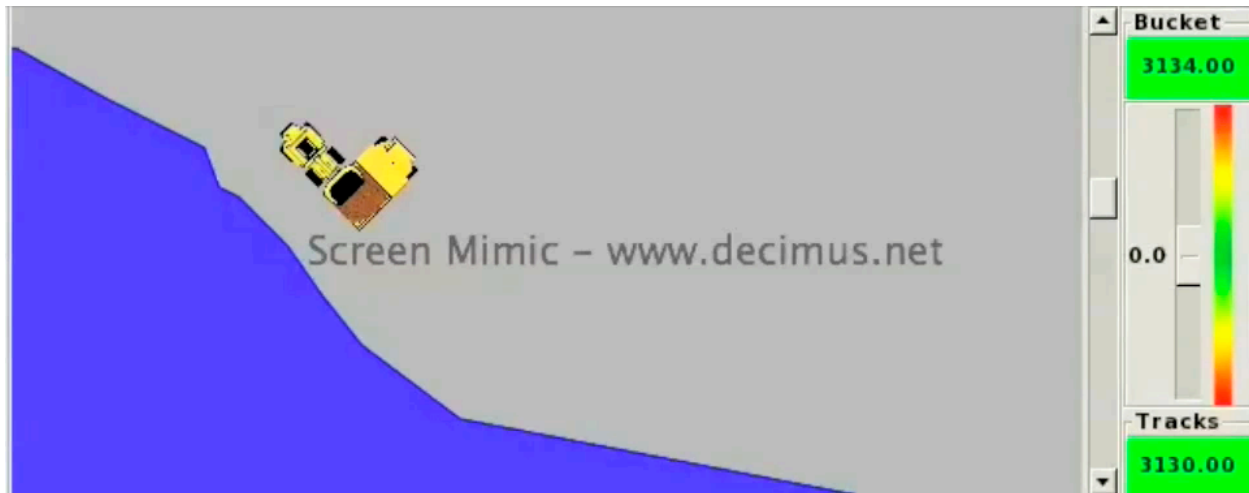 Bucket
3134.00
Screen Mimic – www.decimus.net
0.0
Tracks
3130.00